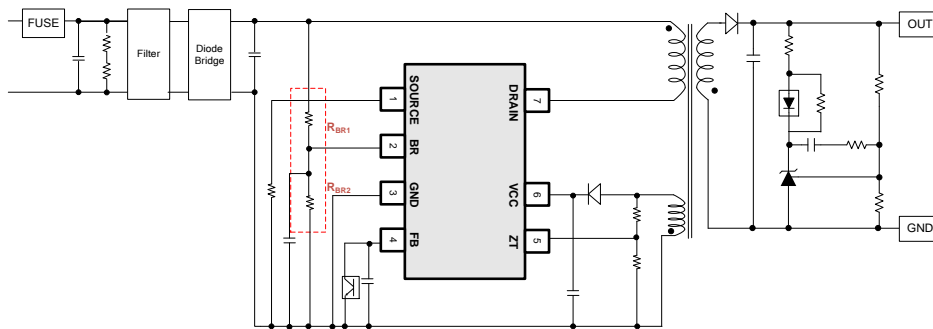 FUSE
Filter
Diode
Bridge
OUT
SOURCE
1
DRAIN
7
RBR1
BR
2
RBR2
GND
3
VCC
6
GND
FB
4
ZT
5